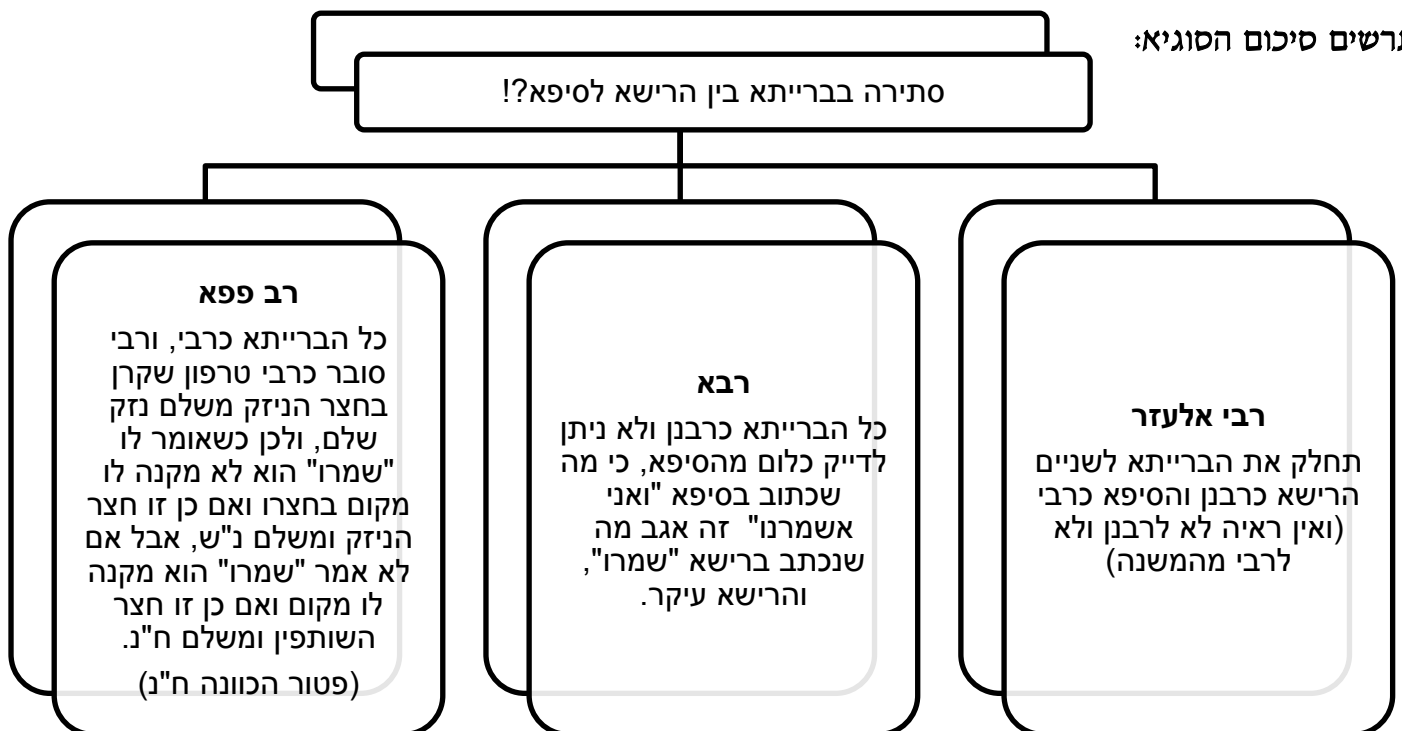 תרשים סיכום הסוגיא:
סתירה בברייתא בין הרישא לסיפא?!
רבי אלעזר
תחלק את הברייתא לשניים
הרישא כרבנן והסיפא כרבי
(ואין ראיה לא לרבנן ולא
לרבי מהמשנה)
רבא
כל הברייתא כרבנן ולא ניתן
לדייק כלום מהסיפא, כי מה
שכתוב בסיפא "ואני
אשמרנו" זה אגב מה
שנכתב ברישא "שמרו",
והרישא עיקר.
רב פפא
כל הברייתא כרבי, ורבי
סובר כרבי טרפון שקרן
בחצר הניזק משלם נזק
שלם, ולכן כשאומר לו
"שמרו" הוא לא מקנה לו
מקום בחצרו ואם כן זו חצר
הניזק ומשלם נ"ש, אבל אם
לא אמר "שמרו" הוא מקנה
לו מקום ואם כן זו חצר
השותפין ומשלם ח"נ.
(פטור הכוונה ח"נ)